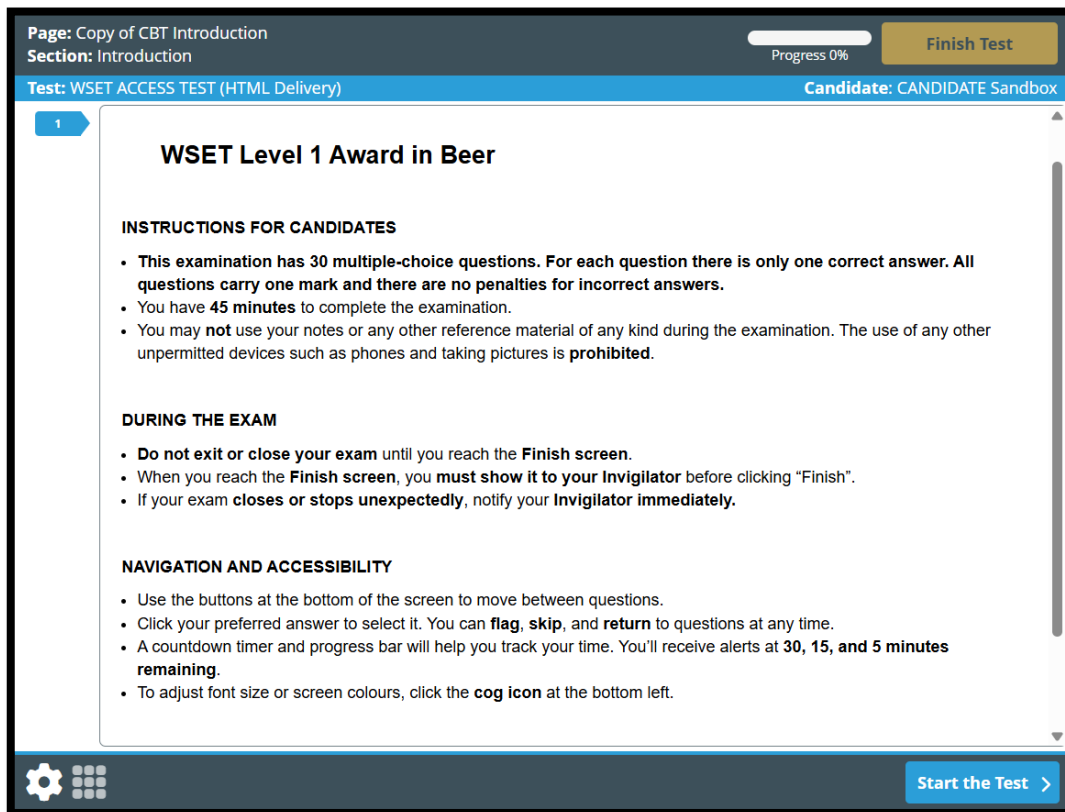 Page: Copy of CBT Introduction
Section: Introduction
Progress 0%
Finish Test
Test: WSET ACCESS TEST (HTML Delivery)
Candidate: CANDIDATE Sandbox
1
WSET Level 1 Award in Beer
INSTRUCTIONS FOR CANDIDATES
• This examination has 30 multiple-choice questions. For each question there is only one correct answer. All
questions carry one mark and there are no penalties for incorrect answers.
• You have 45 minutes to complete the examination.
• You may not use your notes or any other reference material of any kind during the examination. The use of any other
unpermitted devices such as phones and taking pictures is prohibited.
DURING THE EXAM
• Do not exit or close your exam until you reach the Finish screen.
• When you reach the Finish screen, you must show it to your Invigilator before clicking “Finish”.
• If your exam closes or stops unexpectedly, notify your Invigilator immediately.
NAVIGATION AND ACCESSIBILITY
• Use the buttons at the bottom of the screen to move between questions.
• Click your preferred answer to select it. You can flag, skip, and return to questions at any time.
• A countdown timer and progress bar will help you track your time. You’ll receive alerts at 30, 15, and 5 minutes
remaining.
• To adjust font size or screen colours, click the cog icon at the bottom left.
Start the Test